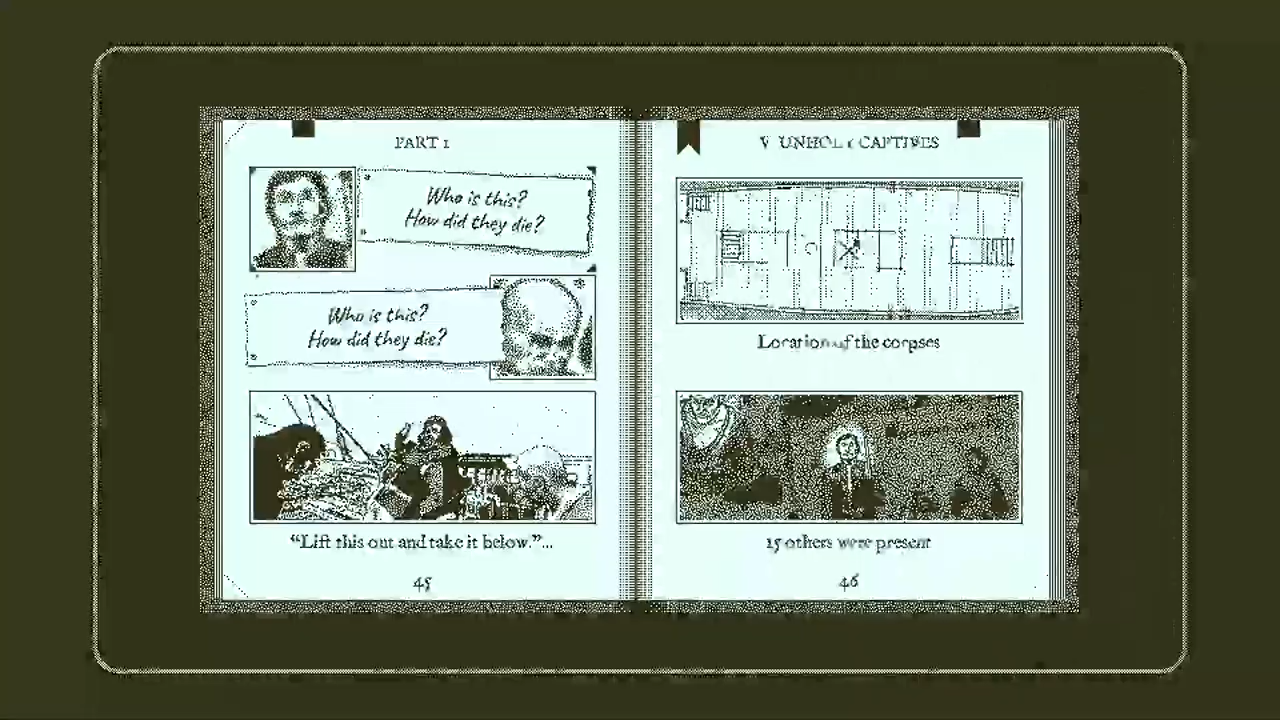 PART 1
Who is this?
How did they die?
Who is this?
How did they die?
"Lift this out and take it below."...
45
V UNHOLY CAPTIVES
Location of the corpses
15 others were present
46